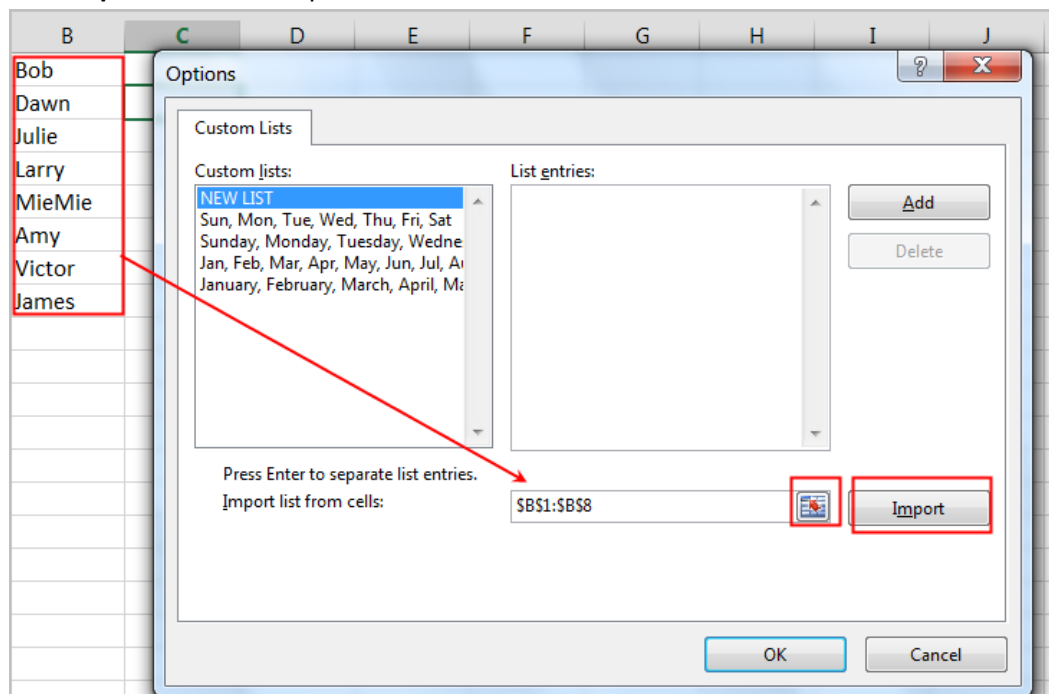 B C D E F G H I J
Bob
Dawn
Julie
Larry
MieMie
Amy
Victor
James
Options
Custom Lists
Custom lists:
NEW LIST
Sun, Mon, Tue, Wed, Thu, Fri, Sat
Sunday, Monday, Tuesday, Wedne
Jan, Feb, Mar, Apr, May, Jun, Jul, Au
January, February, March, April, Ma
List entries:
Add
Delete
Press Enter to separate list entries.
Import list from cells:
$B$1:$B$8
Import
OK
Cancel